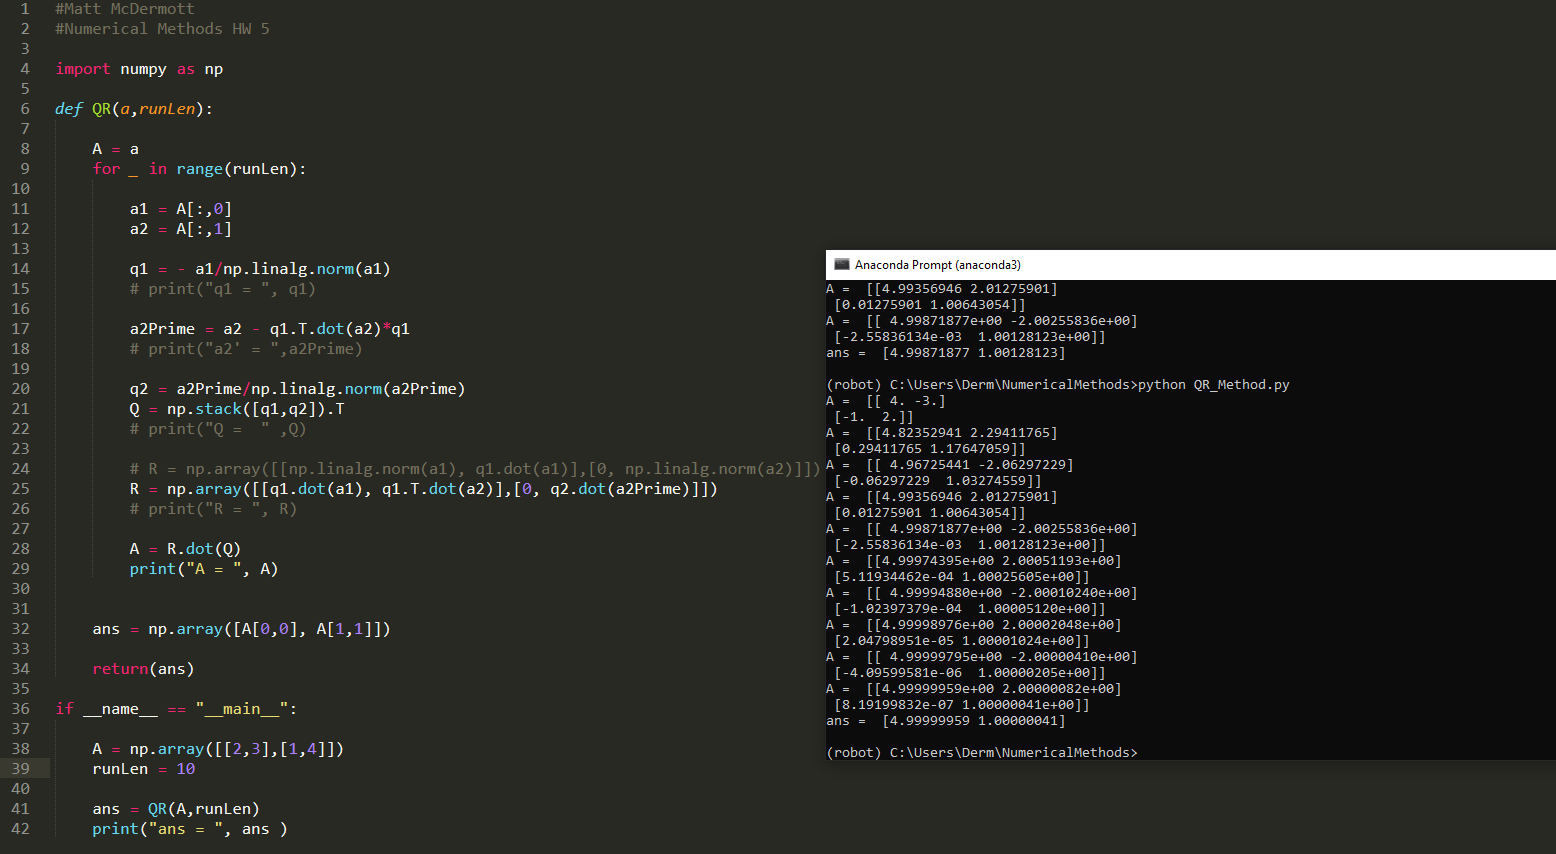 1 #Matt McDermott
2 #Numerical Methods HW 5
3
4 import numpy as np
5
6 def QR(a,runLen):
7
8     A = a
9     for _ in range(runLen):
10
11         a1 = A[:,0]
12         a2 = A[:,1]
13
14         q1 = - a1/np.linalg.norm(a1)
15         # print("q1 = ", q1)
16
17         a2Prime = a2 - q1.T.dot(a2)*q1
18         # print("a2' = ",a2Prime)
19
20         q2 = a2Prime/np.linalg.norm(a2Prime)
21         Q = np.stack([q1,q2]).T
22         # print("Q =  " ,Q)
23
24         # R = np.array([[np.linalg.norm(a1), q1.dot(a1)],[0, np.linalg.norm(a2)]])
25         R = np.array([[q1.dot(a1), q1.T.dot(a2)],[0, q2.dot(a2Prime)]])
26         # print("R = ", R)
27
28         A = R.dot(Q)
29         print("A = ", A)
30
31
32     ans = np.array([A[0,0], A[1,1]])
33
34     return(ans)
35
36 if __name__ == "__main__":
37
38     A = np.array([[2,3],[1,4]])
39     runLen = 10
40
41     ans = QR(A,runLen)
42     print("ans = ", ans )
Anaconda Prompt (anaconda3)
A =  [[4.99356946 2.01275901]
 [0.01275901 1.00643054]]
A =  [[ 4.99871877e+00 -2.00255836e+00]
 [-2.55836134e-03  1.00128123e+00]]
ans =  [4.99871877 1.00128123]
(robot) C:\Users\Derm\NumericalMethods>python QR_Method.py
A =  [[ 4. -3.]
 [-1.  2.]]
A =  [[4.82352941 2.29411765]
 [0.29411765 1.17647059]]
A =  [[ 4.96725441 -2.06297229]
 [-0.06297229  1.03274559]]
A =  [[4.99356946 2.01275901]
 [0.01275901 1.00643054]]
A =  [[ 4.99871877e+00 -2.00255836e+00]
 [-2.55836134e-03  1.00128123e+00]]
A =  [[4.99974395e+00 2.00051193e+00]
 [5.11934462e-04 1.00025605e+00]]
A =  [[ 4.99994880e+00 -2.00010240e+00]
 [-1.02397379e-04  1.00005120e+00]]
A =  [[4.99998976e+00 2.00002048e+00]
 [2.04798951e-05 1.00001024e+00]]
A =  [[ 4.99999795e+00 -2.00000410e+00]
 [-4.09599581e-06  1.00000205e+00]]
A =  [[4.99999959e+00 2.00000082e+00]
 [8.19199832e-07 1.00000041e+00]]
ans =  [4.99999959 1.00000041]
(robot) C:\Users\Derm\NumericalMethods>